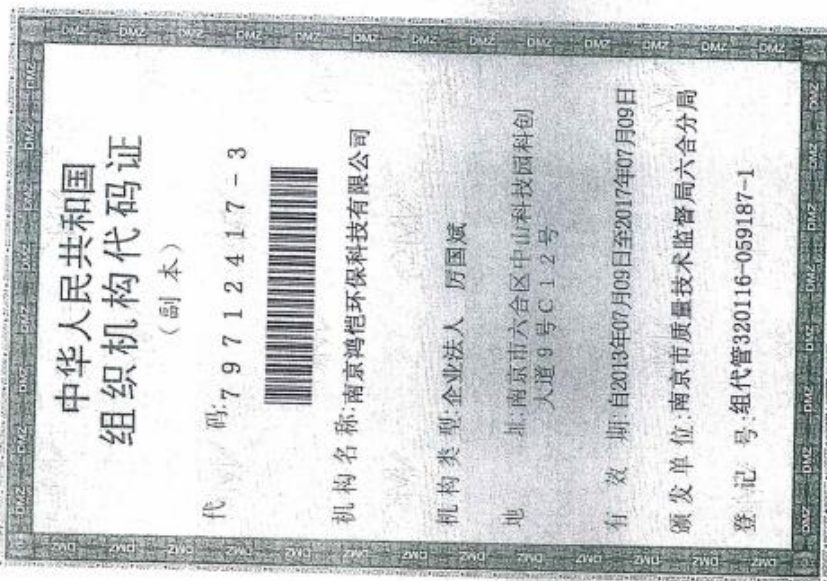 中华人民共和国
组织机构代码证
（副本）
代 码:79712417-3
机构名称:南京鸿恺环保科技有限公司
机构类型:企业法人 厉国斌
地 址:南京市六合区中山科技园科创
大道9号C12号
有 效 期:自2013年07月09日至2017年07月09日
颁发单位:南京市质量技术监督局六合分局
登 记 号:组代管320116-059187-1